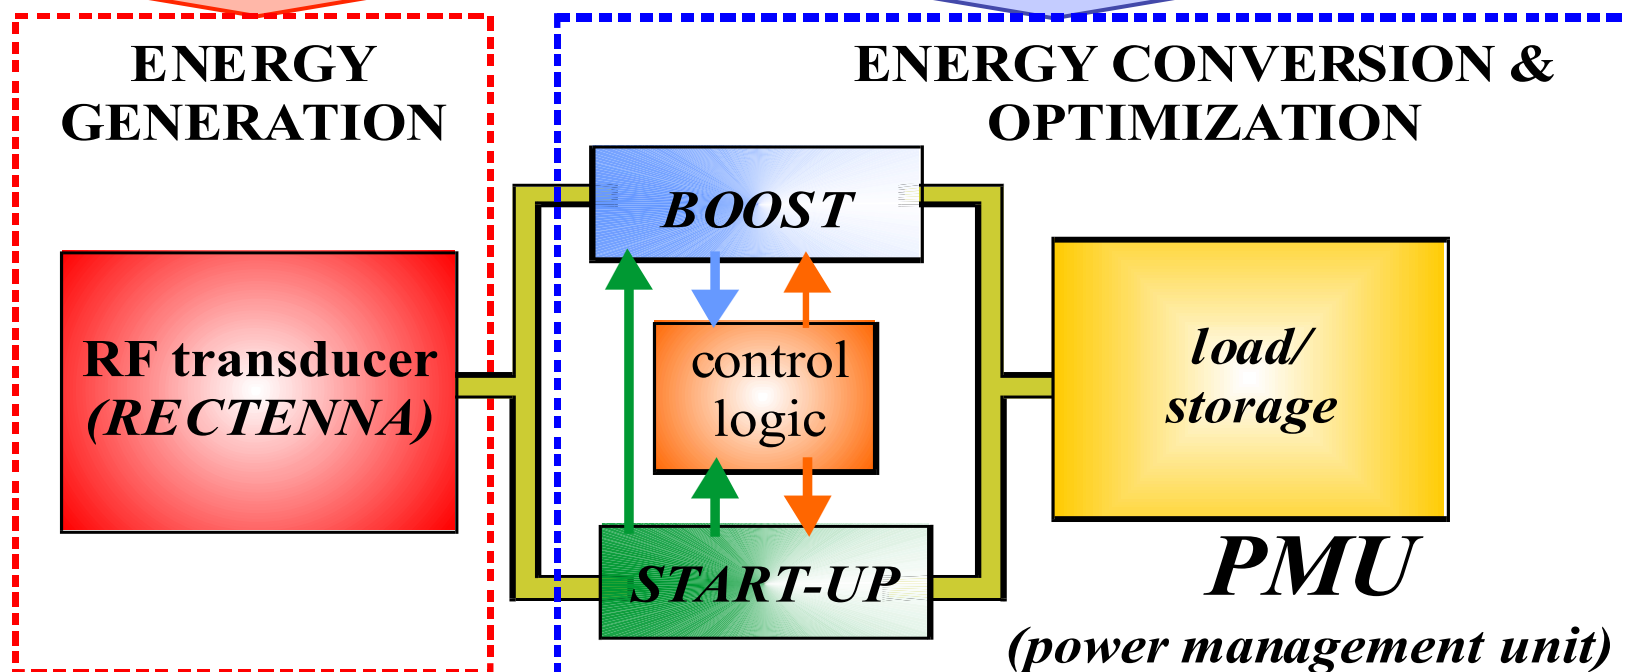 ENERGY
GENERATION
ENERGY CONVERSION &
OPTIMIZATION
BOOST
RF transducer
(RECTENNA)
control
logic
load/
storage
START-UP
PMU
(power management unit)